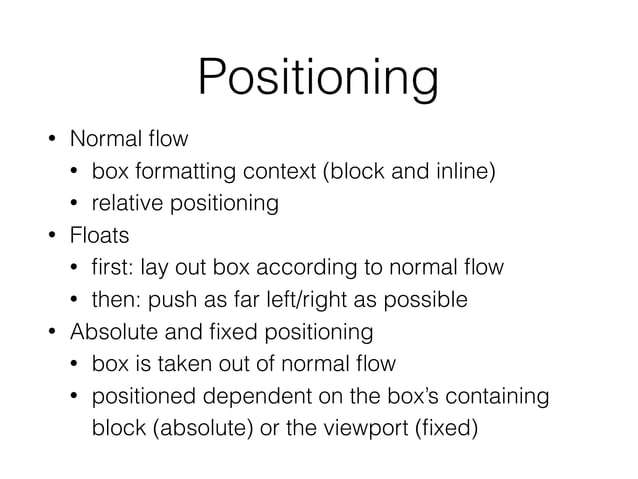 Positioning
• Normal flow
• box formatting context (block and inline)
• relative positioning
• Floats
• first: lay out box according to normal flow
• then: push as far left/right as possible
• Absolute and fixed positioning
• box is taken out of normal flow
• positioned dependent on the box’s containing
block (absolute) or the viewport (fixed)